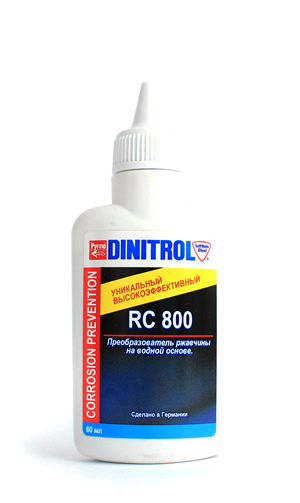 DINITROL
УНИКАЛЬНЫЙ
ВЫСОКОЭФФЕКТИВНЫЙ
RC 800
Преобразователь ржавчины
на водной основе.
CORROSION PREVENTION
Сделано в Германии
60 мл